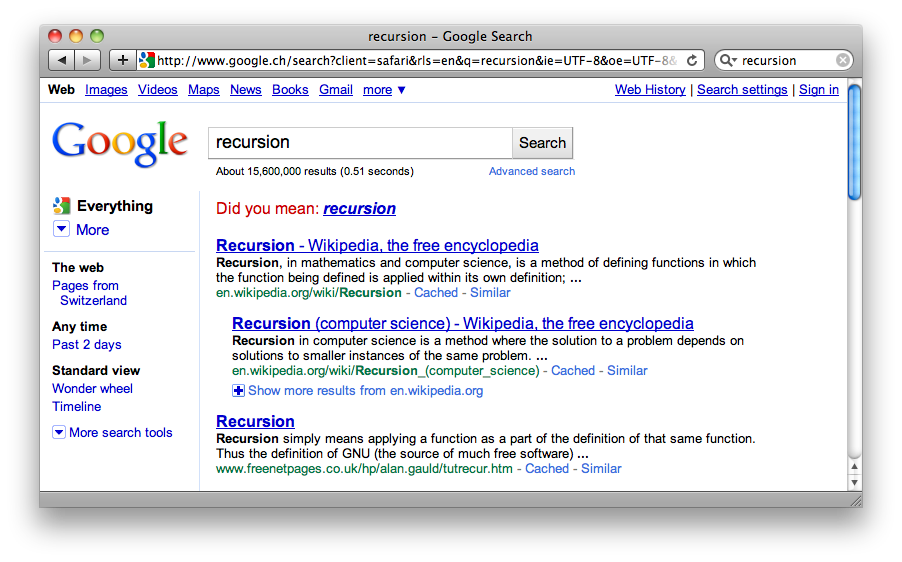 recursion – Google Search
http://www.google.ch/search?client=safari&rls=en&q=recursion&ie=UTF-8&oe=UTF-8&
recursion
Web Images Videos Maps News Books Gmail more ▼
Web History | Search settings | Sign in
Google
recursion
Search
About 15,600,000 results (0.51 seconds)
Advanced search
Everything
More
The web
Pages from
Switzerland
Any time
Past 2 days
Standard view
Wonder wheel
Timeline
More search tools
Did you mean: recursion
Recursion - Wikipedia, the free encyclopedia
Recursion, in mathematics and computer science, is a method of defining functions in which
the function being defined is applied within its own definition; ...
en.wikipedia.org/wiki/Recursion - Cached - Similar
Recursion (computer science) - Wikipedia, the free encyclopedia
Recursion in computer science is a method where the solution to a problem depends on
solutions to smaller instances of the same problem. ...
en.wikipedia.org/wiki/Recursion_(computer_science) - Cached - Similar
Show more results from en.wikipedia.org
Recursion
Recursion simply means applying a function as a part of the definition of that same function.
Thus the definition of GNU (the source of much free software) ...
www.freenetpages.co.uk/hp/alan.gauld/tutrecur.htm - Cached - Similar